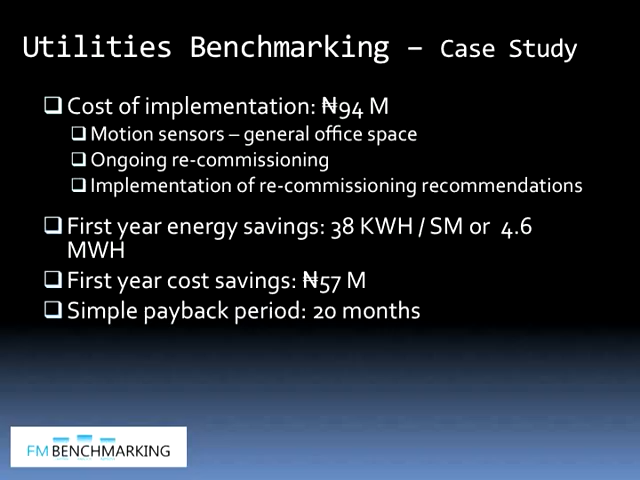 Utilities Benchmarking – Case Study
Cost of implementation: ₦94 M
Motion sensors – general office space
Ongoing re-commissioning
Implementation of re-commissioning recommendations
First year energy savings: 38 KWH / SM or 4.6
MWH
First year cost savings: ₦57 M
Simple payback period: 20 months
FM BENCHMARKING